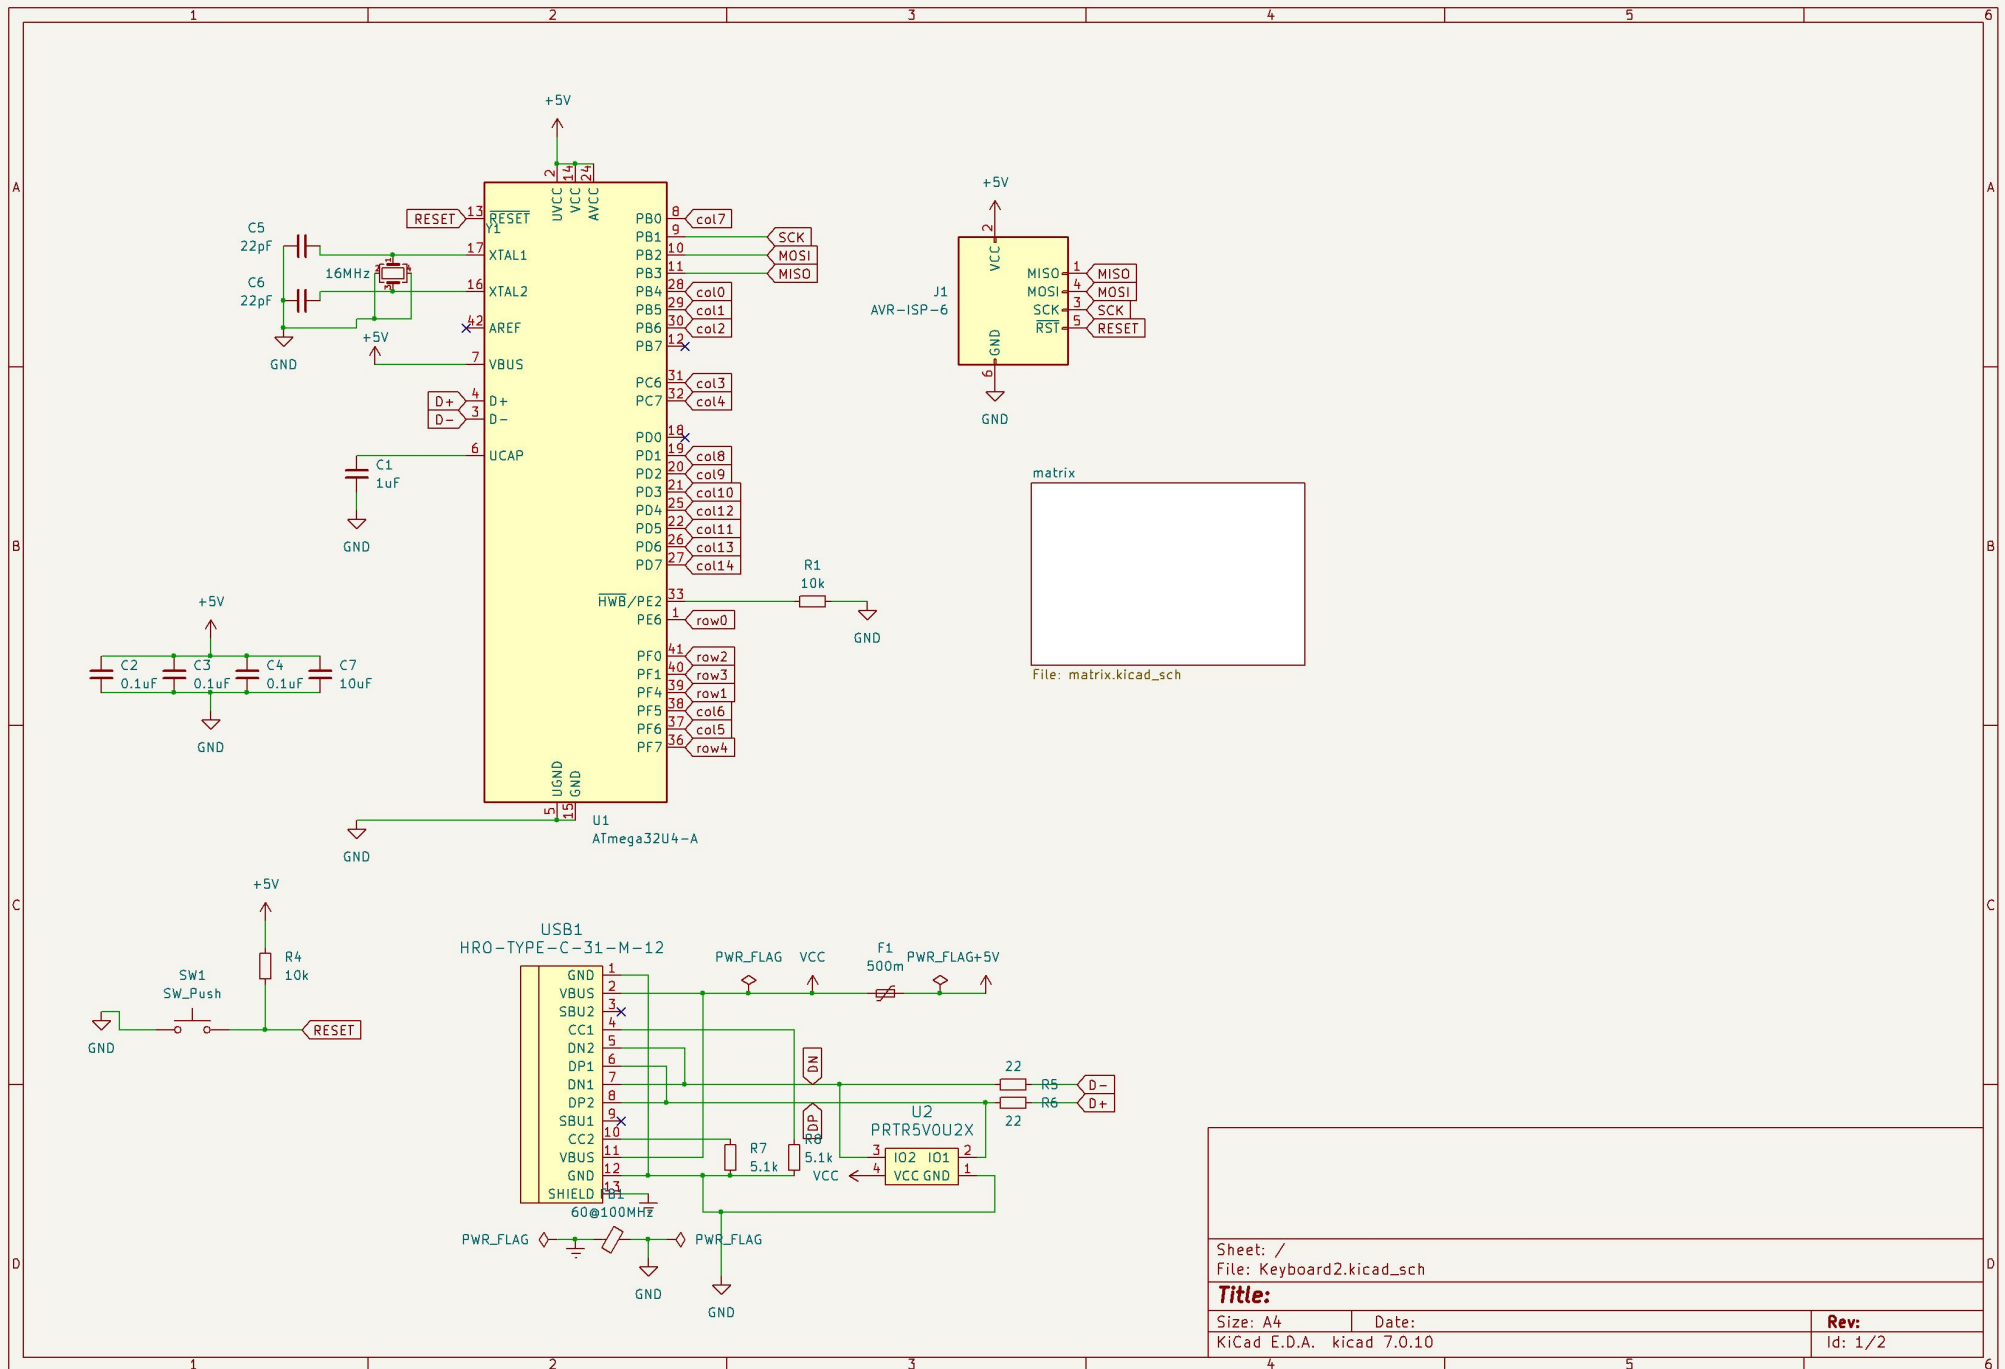 1 2 3 4 5 6
A A
B B
C C
D D
+5V
2 UVCC
14 VCC
24 AVCC
RESET 13 RESET
Y1
C5
22pF
17 XTAL1
16MHz
1
2
4
3
C6
22pF
16 XTAL2
42 AREF
GND
+5V
7 VBUS
D+ 4 D+
D- 3 D-
6 UCAP
C1
1uF
GND
PB0 8 col7
PB1 9 SCK
PB2 10 MOSI
PB3 11 MISO
PB4 28 col0
PB5 29 col1
PB6 30 col2
PB7 12
PC6 31 col3
PC7 32 col4
PD0 18
PD1 19 col8
PD2 20 col9
PD3 21 col10
PD4 25 col12
PD5 22 col11
PD6 26 col13
PD7 27 col14
HWB/PE2 33
R1
10k
GND
PE6 1 row0
PF0 41 row2
PF1 40 row3
PF4 39 row1
PF5 38 col6
PF6 37 col5
PF7 36 row4
UGND 5
GND 15
U1
ATmega32U4-A
GND
+5V
2 VCC
J1
AVR-ISP-6
MISO 1 MISO
MOSI 4 MOSI
SCK 3 SCK
RST 5 RESET
GND 6
GND
matrix
File: matrix.kicad_sch
+5V
C2
0.1uF
C3
0.1uF
C4
0.1uF
C7
10uF
GND
+5V
R4
10k
SW1
SW_Push
GND
RESET
USB1
HRO-TYPE-C-31-M-12
GND 1
VBUS 2
SBU2 3
CC1 4
DN2 5
DP1 6
DN1 7
DP2 8
SBU1 9
CC2 10
VBUS 11
GND 12
SHIELD 13
PWR_FLAG
VCC
F1
500m
PWR_FLAG
+5V
DN
DP
22
R5 D-
R6 D+
22
R7
5.1k
R8
5.1k
U2
PRTR5V0U2X
3 IO2 IO1 2
VCC 4 VCC GND 1
FB1
60@100MHz
PWR_FLAG
PWR_FLAG
GND
GND
Sheet: /
File: Keyboard2.kicad_sch
Title:
Size: A4 Date: Rev:
KiCad E.D.A. kicad 7.0.10 Id: 1/2
1 2 3 4 5 6